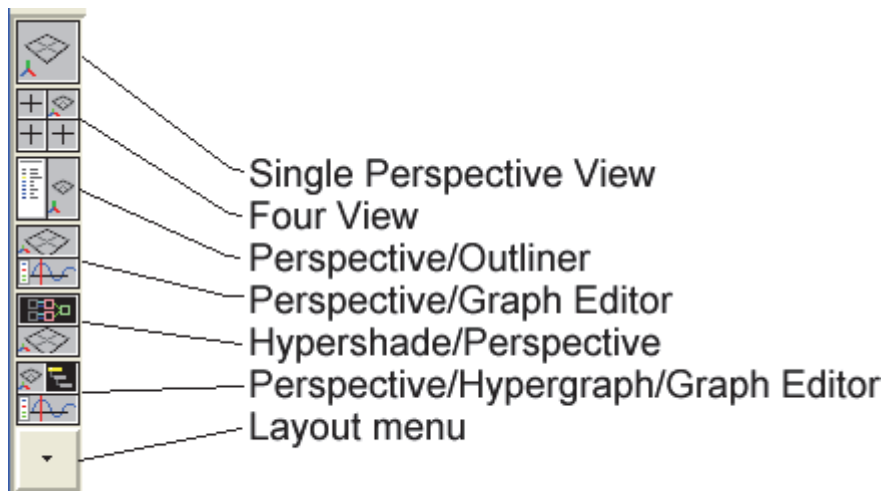 Single Perspective View
Four View
Perspective/Outliner
Perspective/Graph Editor
Hypershade/Perspective
Perspective/Hypergraph/Graph Editor
Layout menu